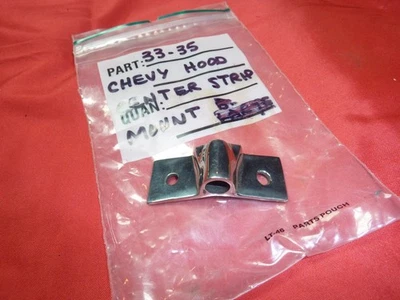 PART: 33-35
CHEVY HOOD
CENTER STRIP
QUAN:
MOUNT
LT-46 PARTS POUCH